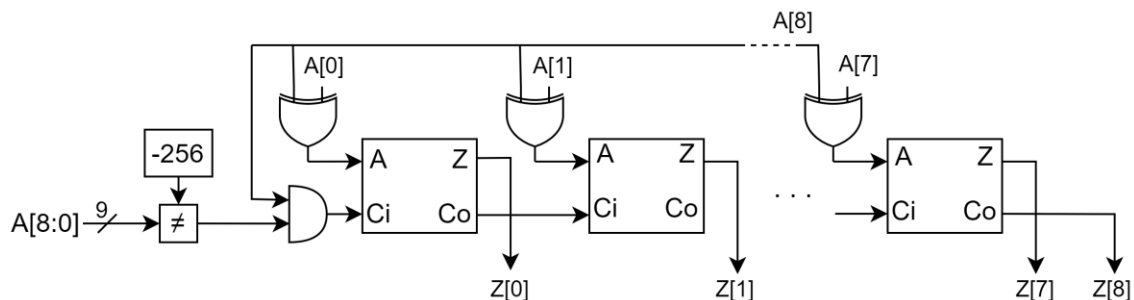 A[8]
A[0]
A[1]
A[7]
-256
A
Z
A
Z
A
Z
A[8:0]
9
≠
Ci
Co
Ci
Co
. . .
Ci
Co
Z[0]
Z[1]
Z[7]
Z[8]